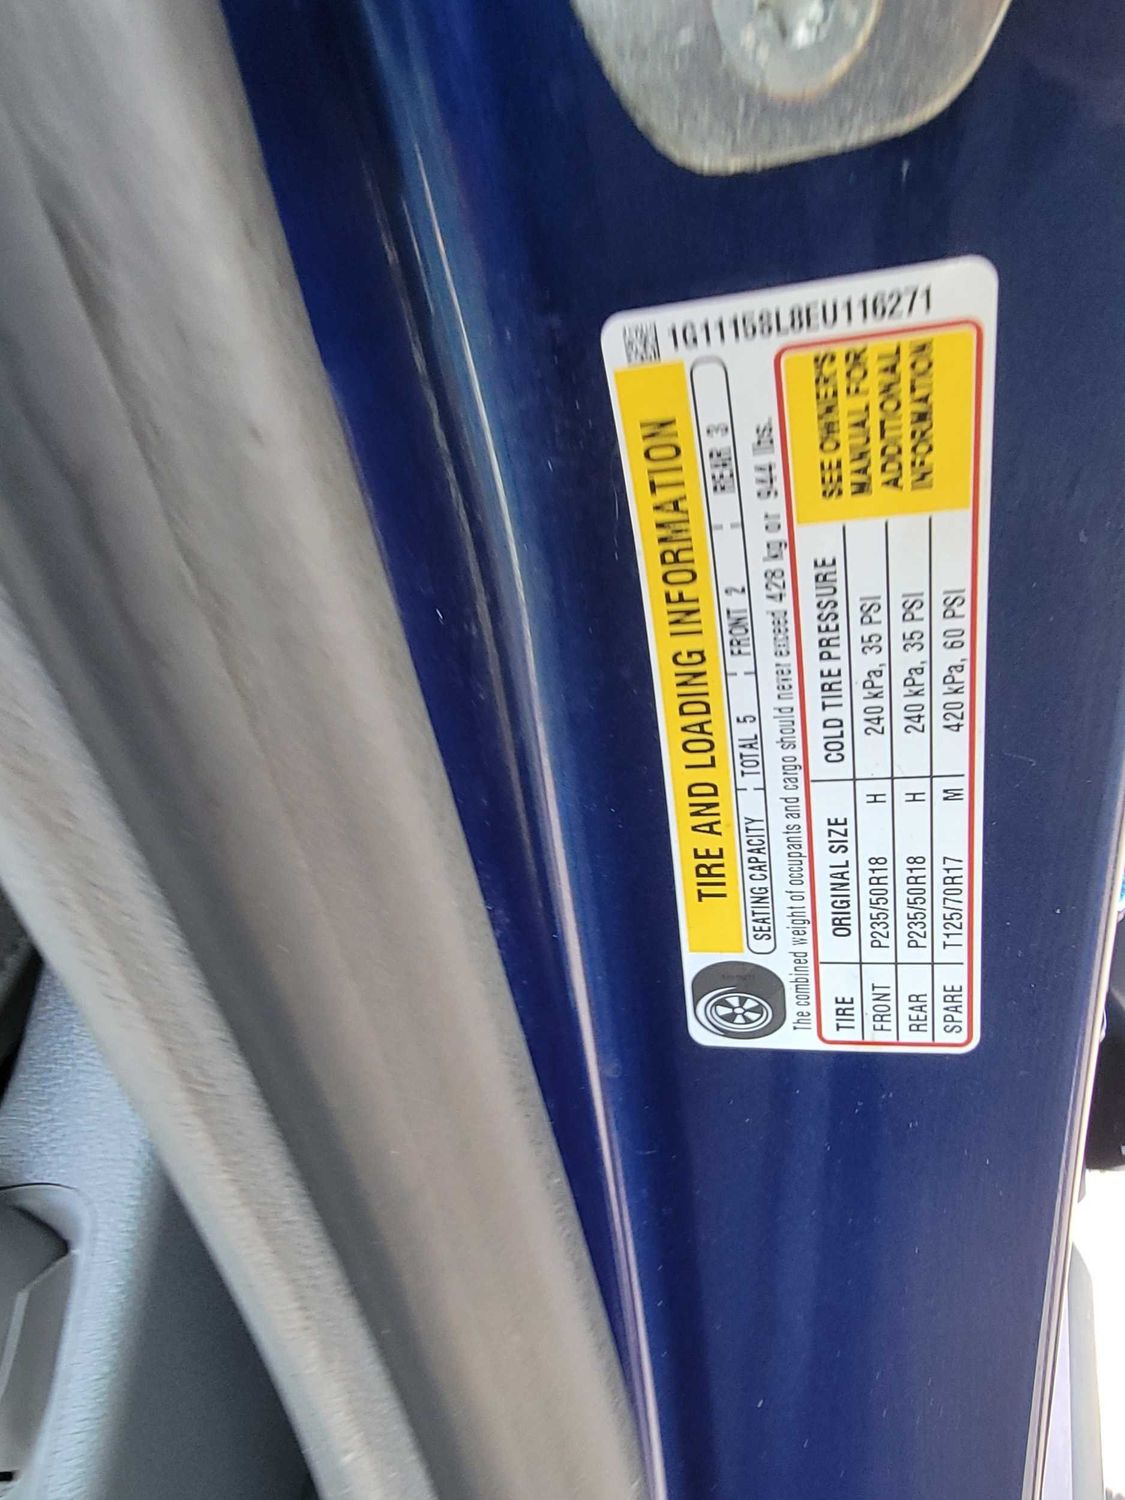 1G1115SL8EU116271
TIRE AND LOADING INFORMATION
SEATING CAPACITY TOTAL 5 FRONT 2 REAR 3
The combined weight of occupants and cargo should never exceed 428 kg or 944 lbs.
TIRE ORIGINAL SIZE COLD TIRE PRESSURE
FRONT P235/50R18 H 240 kPa, 35 PSI
REAR P235/50R18 H 240 kPa, 35 PSI
SPARE T125/70R17 M 420 kPa, 60 PSI
SEE OWNER'S
MANUAL FOR
ADDITIONAL
INFORMATION